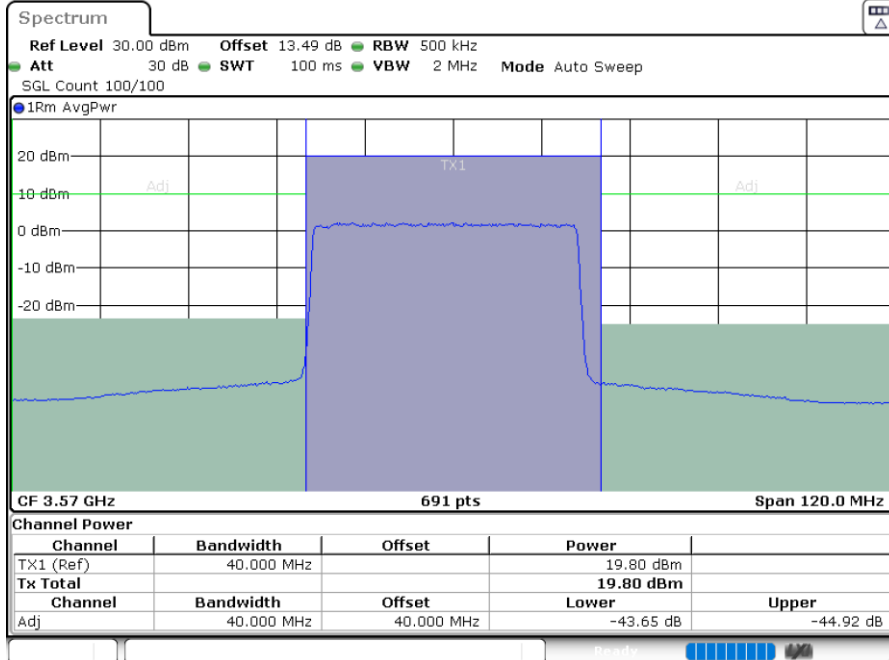 Spectrum
Ref Level 30.00 dBm Offset 13.49 dB RBW 500 kHz
Att 30 dB SWT 100 ms VBW 2 MHz Mode Auto Sweep
SGL Count 100/100
1Rm AvgPwr
20 dBm
TX1
Adj
Adj
10 dBm
0 dBm
-10 dBm
-20 dBm
CF 3.57 GHz 691 pts Span 120.0 MHz
Channel Power
Channel Bandwidth Offset Power
TX1 (Ref) 40.000 MHz 19.80 dBm
Tx Total 19.80 dBm
Channel Bandwidth Offset Lower Upper
Adj 40.000 MHz 40.000 MHz -43.65 dB -44.92 dB
Ready